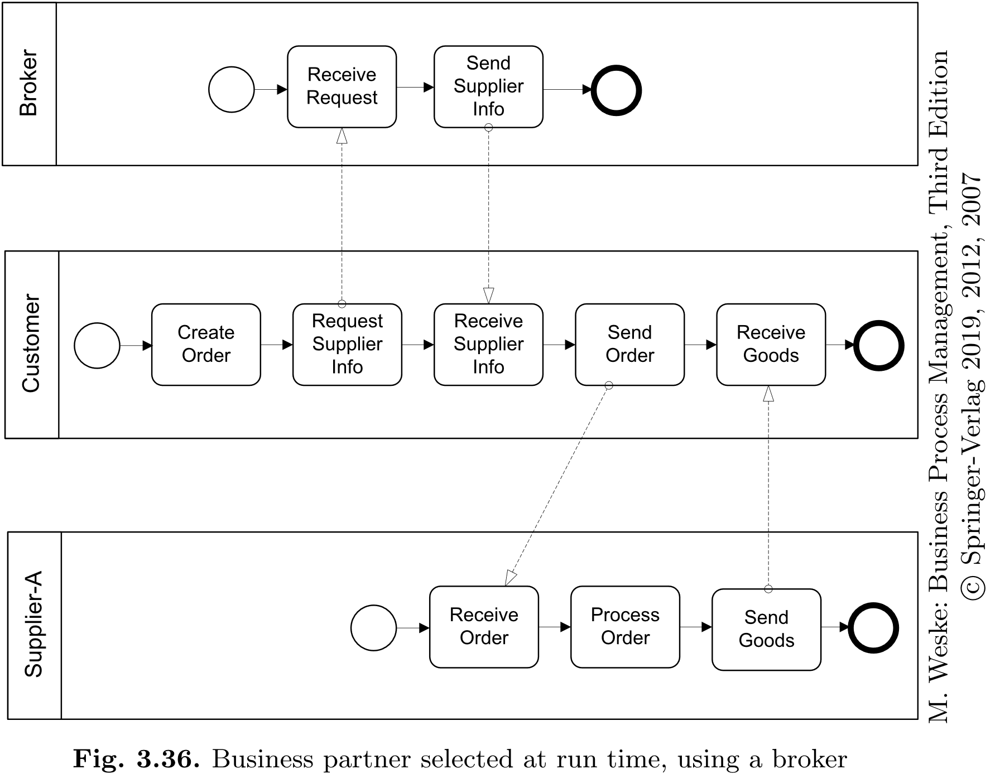 Broker
Receive
Request
Send
Supplier
Info
Customer
Create
Order
Request
Supplier
Info
Receive
Supplier
Info
Send
Order
Receive
Goods
Supplier-A
Receive
Order
Process
Order
Send
Goods
M. Weske: Business Process Management, Third Edition
© Springer-Verlag 2019, 2012, 2007
Fig. 3.36. Business partner selected at run time, using a broker